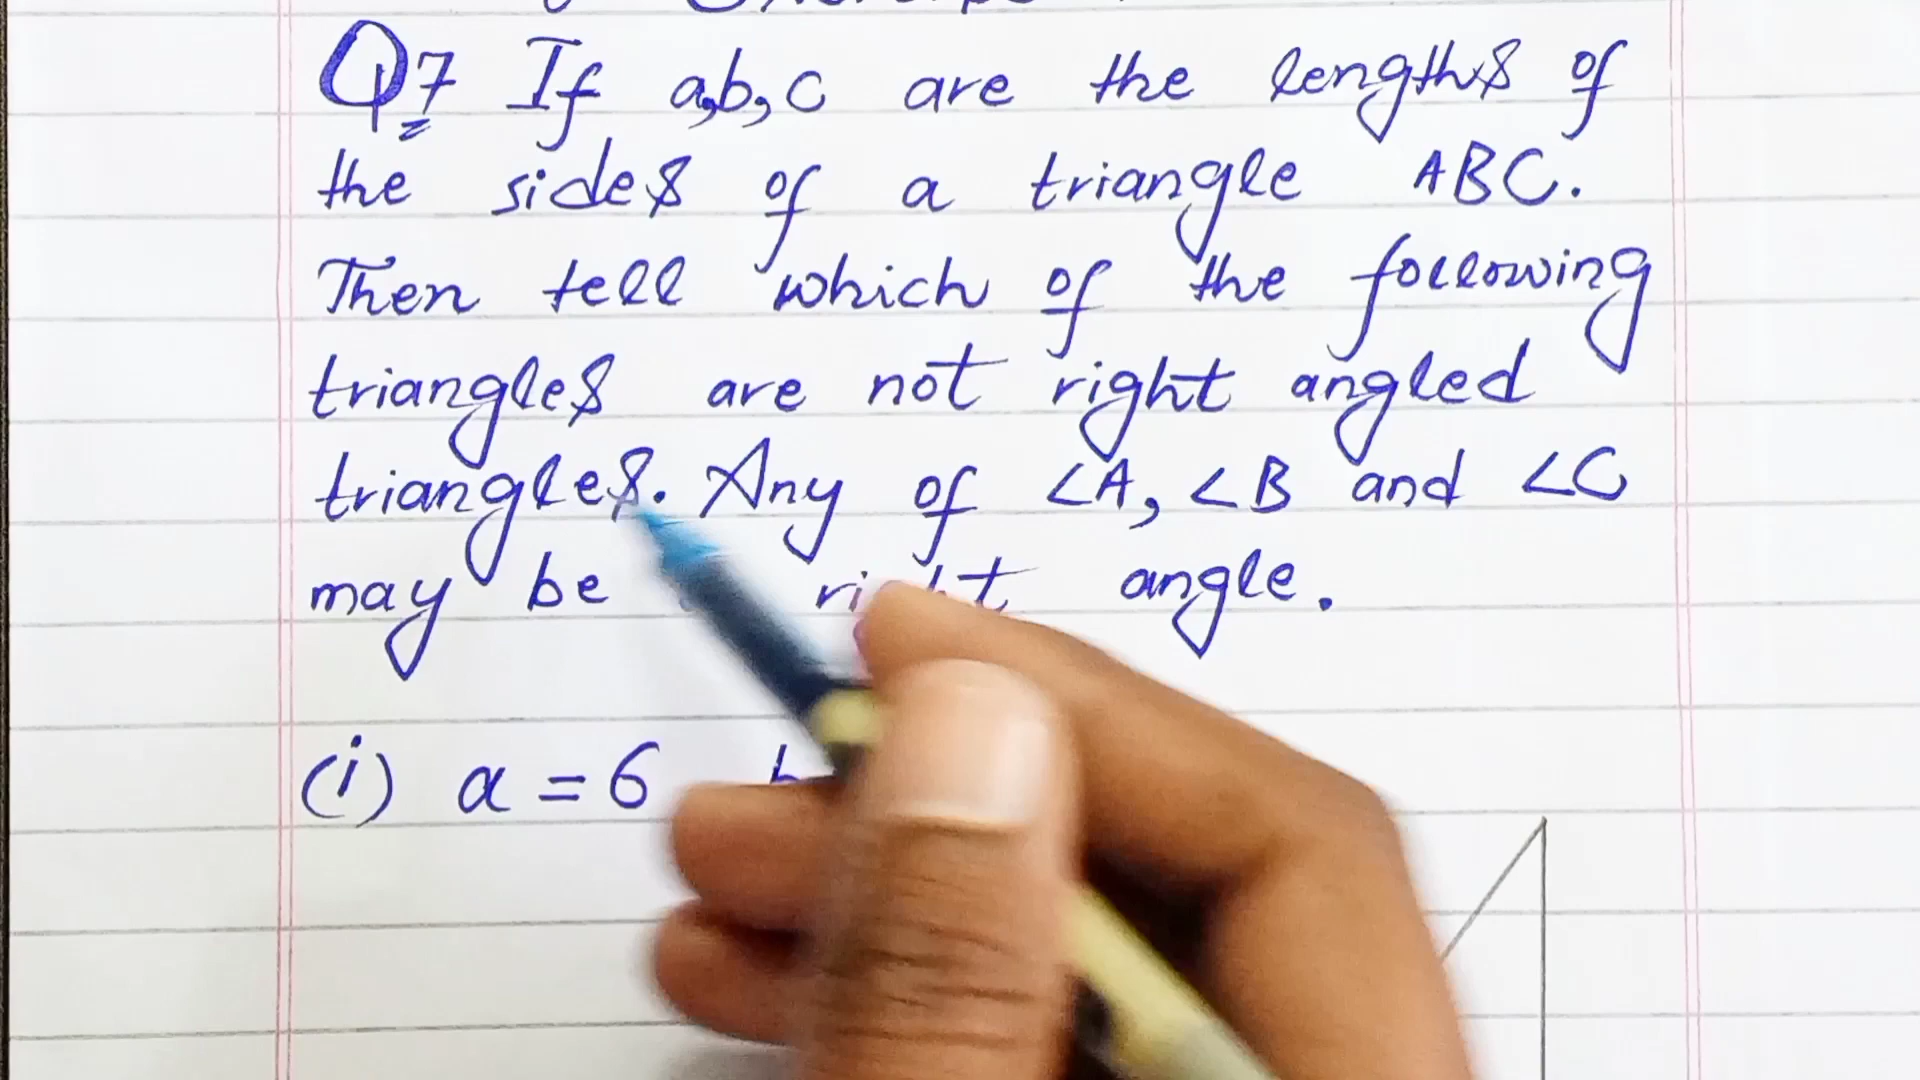 Q7 If a,b,c are the lengths of
the sides of a triangle ABC.
Then tell which of the following
triangles are not right angled
triangles. Any of ∠A, ∠B and ∠C
may be angle.
(i) a = 6 b